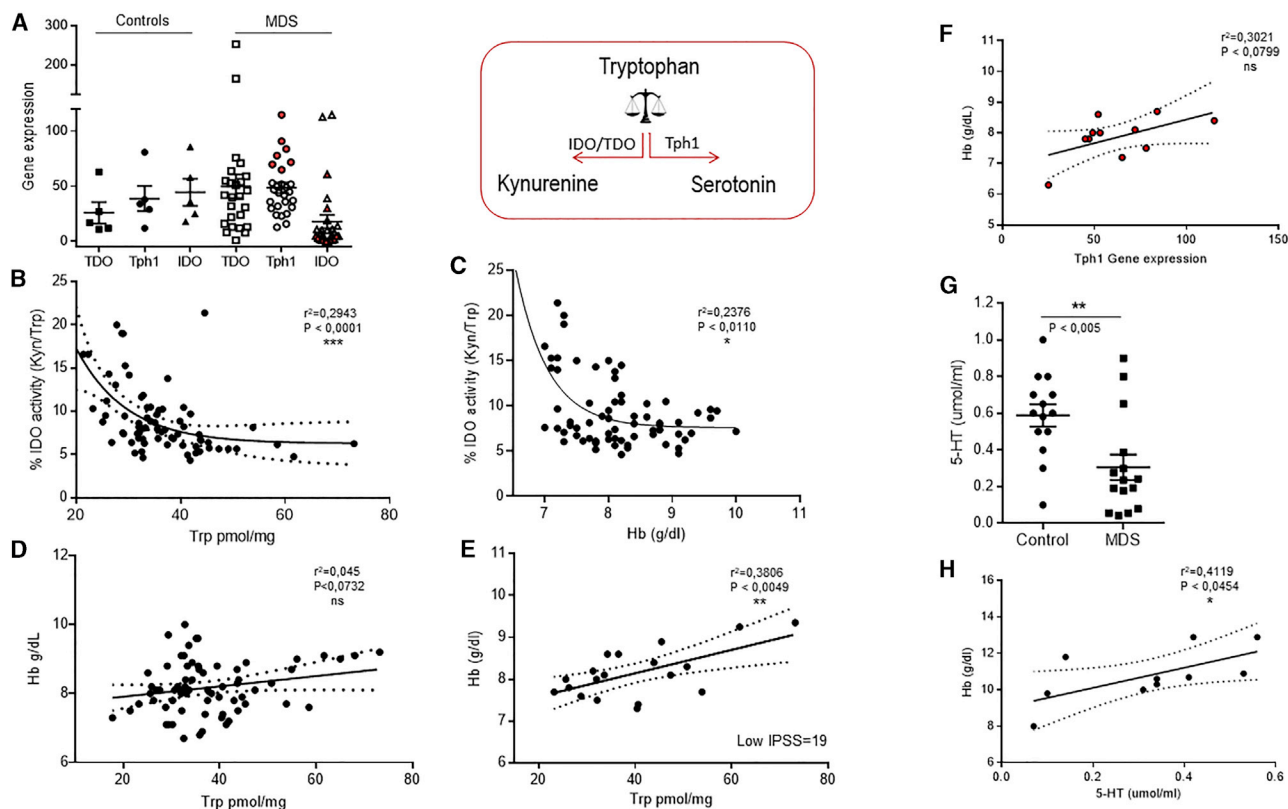 A
Controls
MDS
300
200
100
50
0
Gene expression
TDO
Tph1
IDO
TDO
Tph1
IDO
Tryptophan
IDO/TDO
Tph1
Kynurenine
Serotonin
F
r²=0,3021
P < 0,0799
ns
11
10
9
8
7
6
5
Hb (g/dL)
0
50
100
150
Tph1 Gene expression
B
25
20
15
10
5
0
% IDO activity (Kyn/Trp)
r²=0,2943
P < 0,0001
***
20
40
60
80
Trp pmol/mg
C
25
20
15
10
5
0
% IDO activity (Kyn/Trp)
r²=0,2376
P < 0,0110
*
7
8
9
10
11
Hb (g/dl)
G
1.2
1.0
0.8
0.6
0.4
0.2
0.0
5-HT (umol/ml)
**
P < ,005
Control
MDS
D
12
10
8
6
Hb g/dL
r²=0,045
P<0,0732
ns
20
40
60
80
Trp pmol/mg
E
11
10
9
8
7
6
Hb (g/dl)
r²=0,3806
P < 0,0049
**
Low IPSS=19
20
40
60
80
Trp pmol/mg
H
16
14
12
10
8
6
Hb (g/dl)
r²=0,4119
P < 0,0454
*
0.0
0.2
0.4
0.6
5-HT (umol/ml)